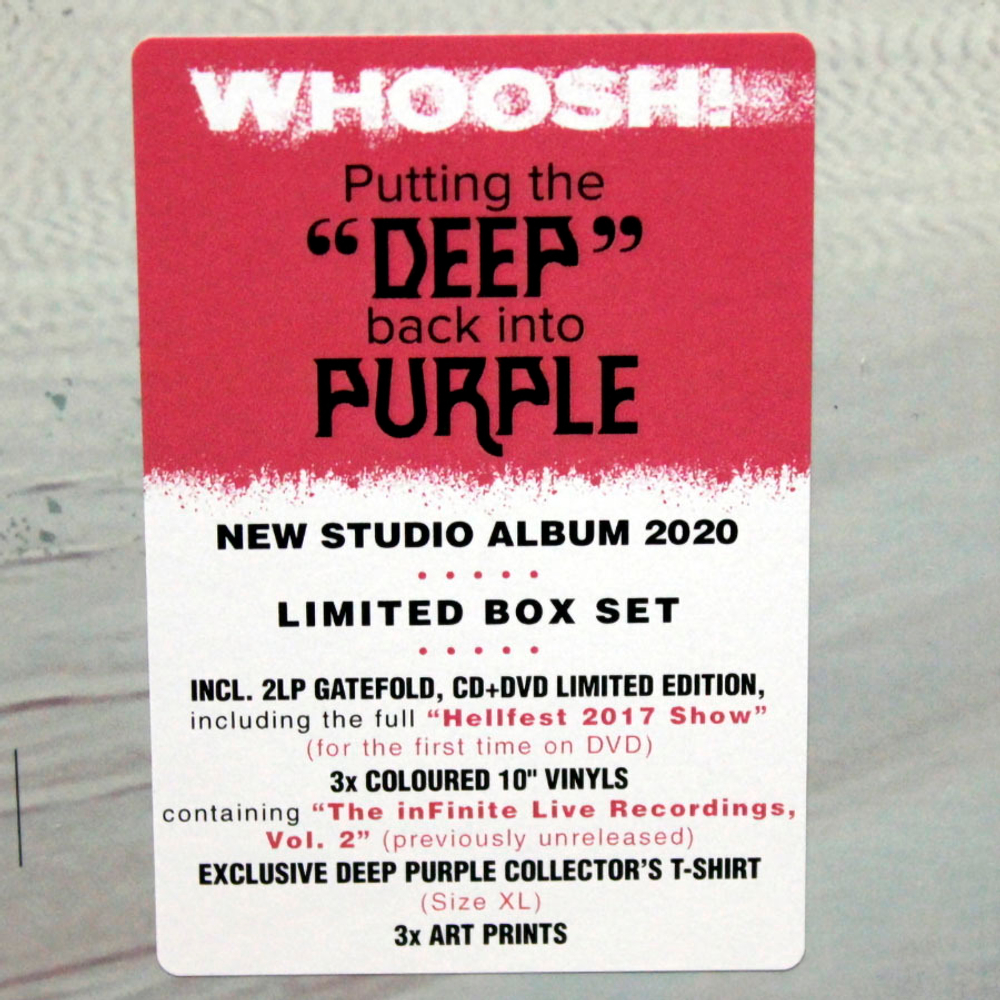 WHOOSH!
Putting the
“DEEP”
back into
PURPLE
NEW STUDIO ALBUM 2020
LIMITED BOX SET
INCL. 2LP GATEFOLD, CD+DVD LIMITED EDITION,
including the full “Hellfest 2017 Show”
(for the first time on DVD)
3x COLOURED 10" VINYLS
containing “The inFinite Live Recordings,
Vol. 2” (previously unreleased)
EXCLUSIVE DEEP PURPLE COLLECTOR’S T-SHIRT
(Size XL)
3x ART PRINTS